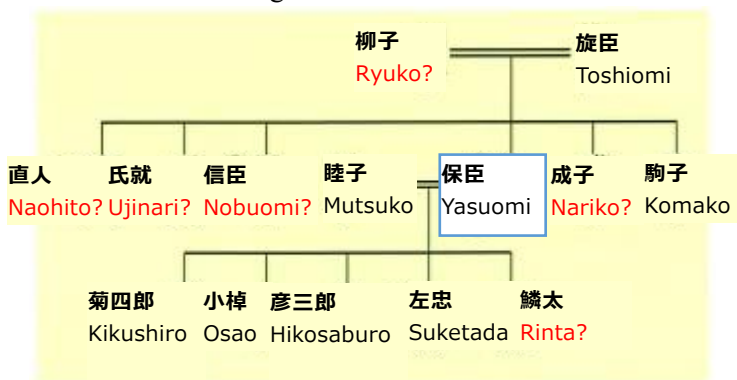 柳子 旋臣
Ryuko? Toshiomi
直人 氏就 信臣 睦子 保臣 成子 駒子
Naohito? Ujinari? Nobuomi? Mutsuko Yasuomi Nariko? Komako
菊四郎 小棹 彦三郎 左忠 鱗太
Kikushiro Osao Hikosaburo Suketada Rinta?